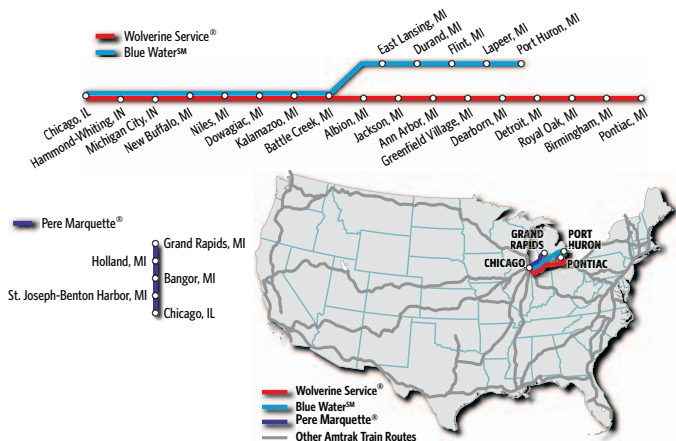 Wolverine Service®
Blue Water℠
East Lansing, MI
Durand, MI
Flint, MI
Lapeer, MI
Port Huron, MI
Chicago, IL
Hammond-Whiting, IN
Michigan City, IN
New Buffalo, MI
Niles, MI
Dowagiac, MI
Kalamazoo, MI
Battle Creek, MI
Albion, MI
Jackson, MI
Ann Arbor, MI
Greenfield Village, MI
Dearborn, MI
Detroit, MI
Royal Oak, MI
Birmingham, MI
Pontiac, MI
Pere Marquette®
Grand Rapids, MI
Holland, MI
Bangor, MI
St. Joseph-Benton Harbor, MI
Chicago, IL
GRAND
RAPIDS
PORT
HURON
CHICAGO
PONTIAC
Wolverine Service®
Blue Water℠
Pere Marquette®
Other Amtrak Train Routes